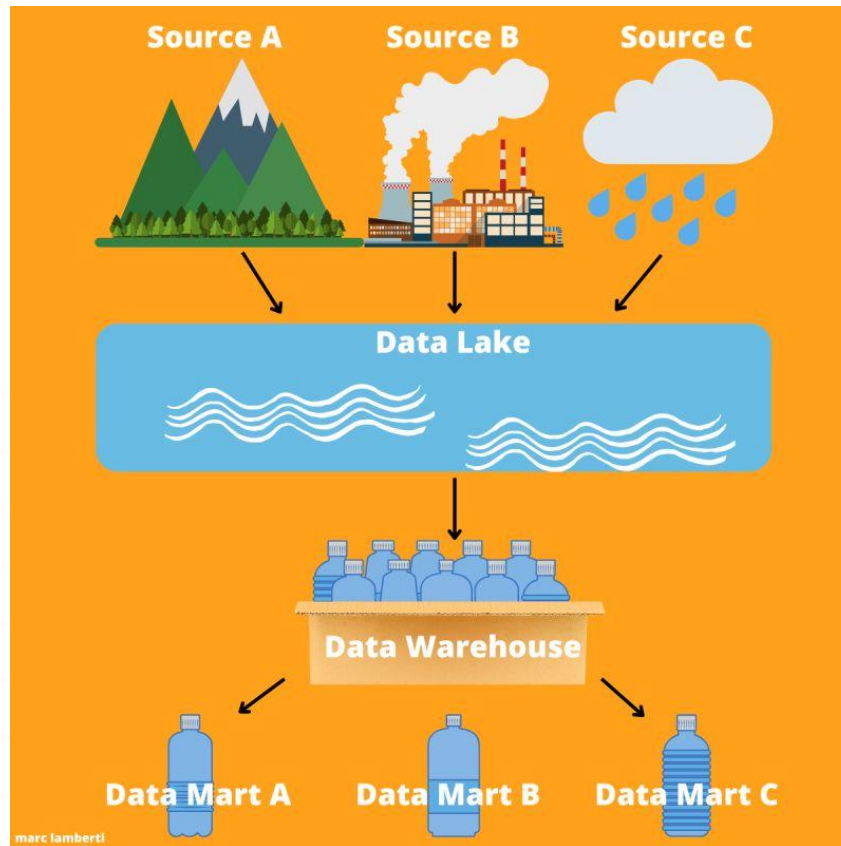 Source A
Source B
Source C
Data Lake
Data Warehouse
Data Mart A
Data Mart B
Data Mart C
marc lamberti